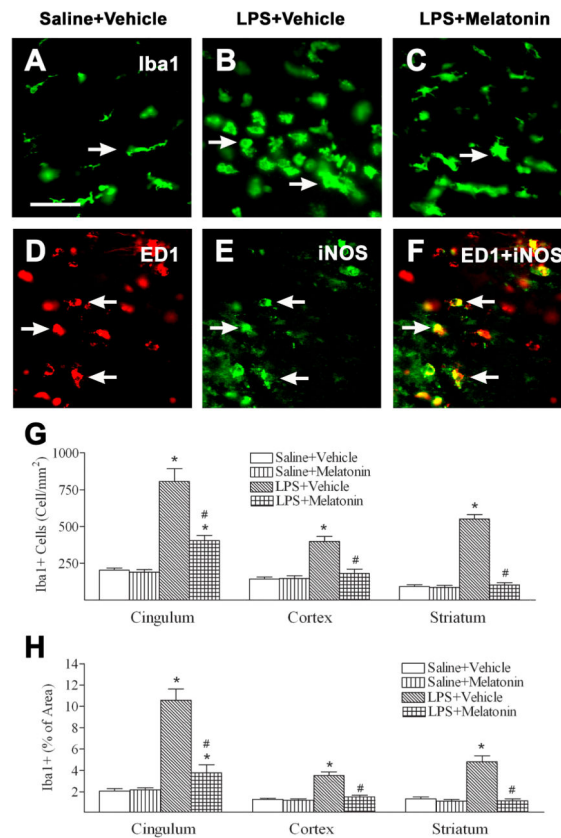 Saline+Vehicle LPS+Vehicle LPS+Melatonin
A Iba1 B C
D ED1 E iNOS F ED1+iNOS
G
Iba1+ Cells (Cell/mm²)
1000
750
500
250
Saline+Vehicle
Saline+Melatonin
LPS+Vehicle
LPS+Melatonin
* # * * # * #
Cingulum Cortex Striatum
H
Iba1+ (% of Area)
14
12
10
8
6
4
2
Saline+Vehicle
Saline+Melatonin
LPS+Vehicle
LPS+Melatonin
* # * * # * #
Cingulum Cortex Striatum